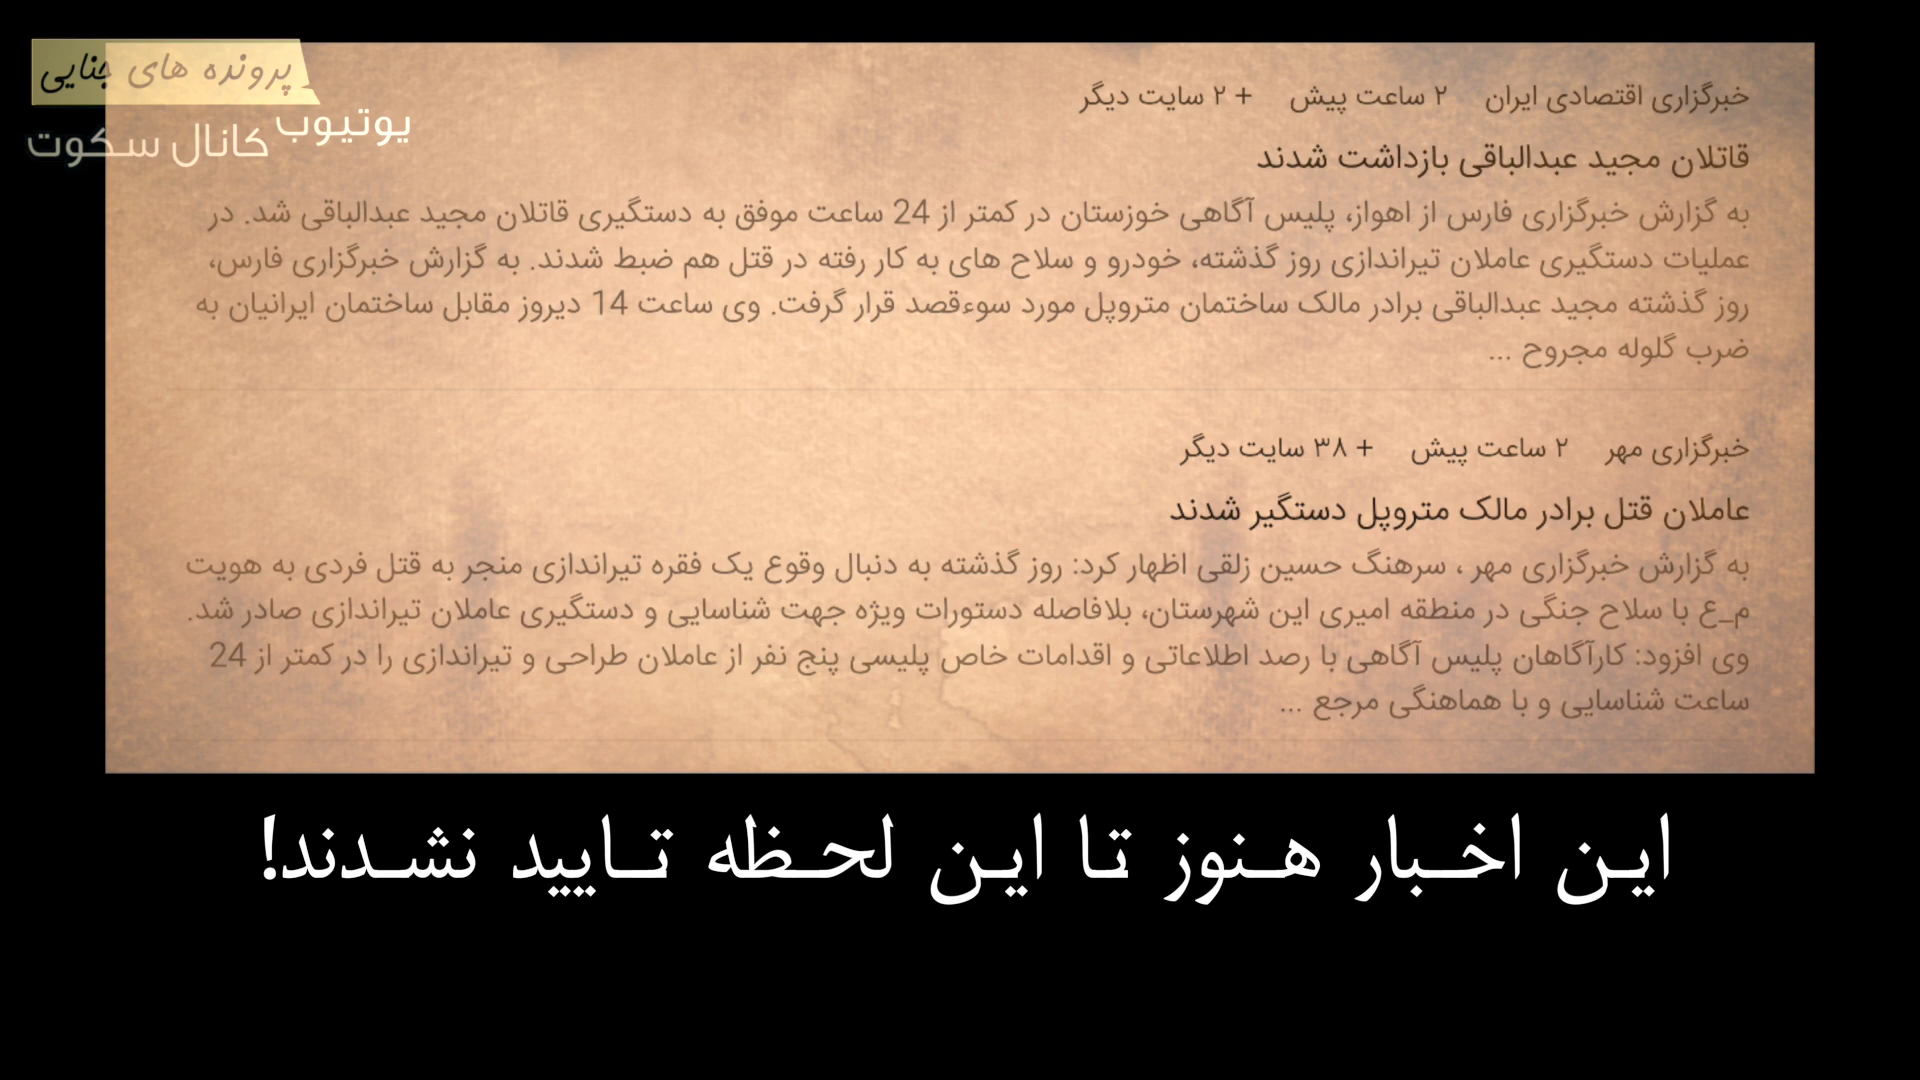 پرونده های جنایی
یوتیوب
کانال سکوت
خبرگزاری اقتصادی ایران ۲ ساعت پیش + ۲ سایت دیگر
قاتلان مجید عبدالباقی بازداشت شدند
به گزارش خبرگزاری فارس از اهواز، پلیس آگاهی خوزستان در کمتر از 24 ساعت موفق به دستگیری قاتلان مجید عبدالباقی شد. در
عملیات دستگیری عاملان تیراندازی روز گذشته، خودرو و سلاح های به کار رفته در قتل هم ضبط شدند. به گزارش خبرگزاری فارس،
روز گذشته مجید عبدالباقی برادر مالک ساختمان متروپل مورد سوءقصد قرار گرفت. وی ساعت 14 دیروز مقابل ساختمان ایرانیان به
ضرب گلوله مجروح ...
خبرگزاری مهر ۲ ساعت پیش + ۳۸ سایت دیگر
عاملان قتل برادر مالک متروپل دستگیر شدند
به گزارش خبرگزاری مهر ، سرهنگ حسین زلقی اظهار کرد: روز گذشته به دنبال وقوع یک فقره تیراندازی منجر به قتل فردی به هویت
م_ع با سلاح جنگی در منطقه امیری این شهرستان، بلافاصله دستورات ویژه جهت شناسایی و دستگیری عاملان تیراندازی صادر شد.
وی افزود: کارآگاهان پلیس آگاهی با رصد اطلاعاتی و اقدامات خاص پلیسی پنج نفر از عاملان طراحی و تیراندازی را در کمتر از 24
ساعت شناسایی و با هماهنگی مرجع ...
این اخبار هنوز تا این لحظه تایید نشدند!